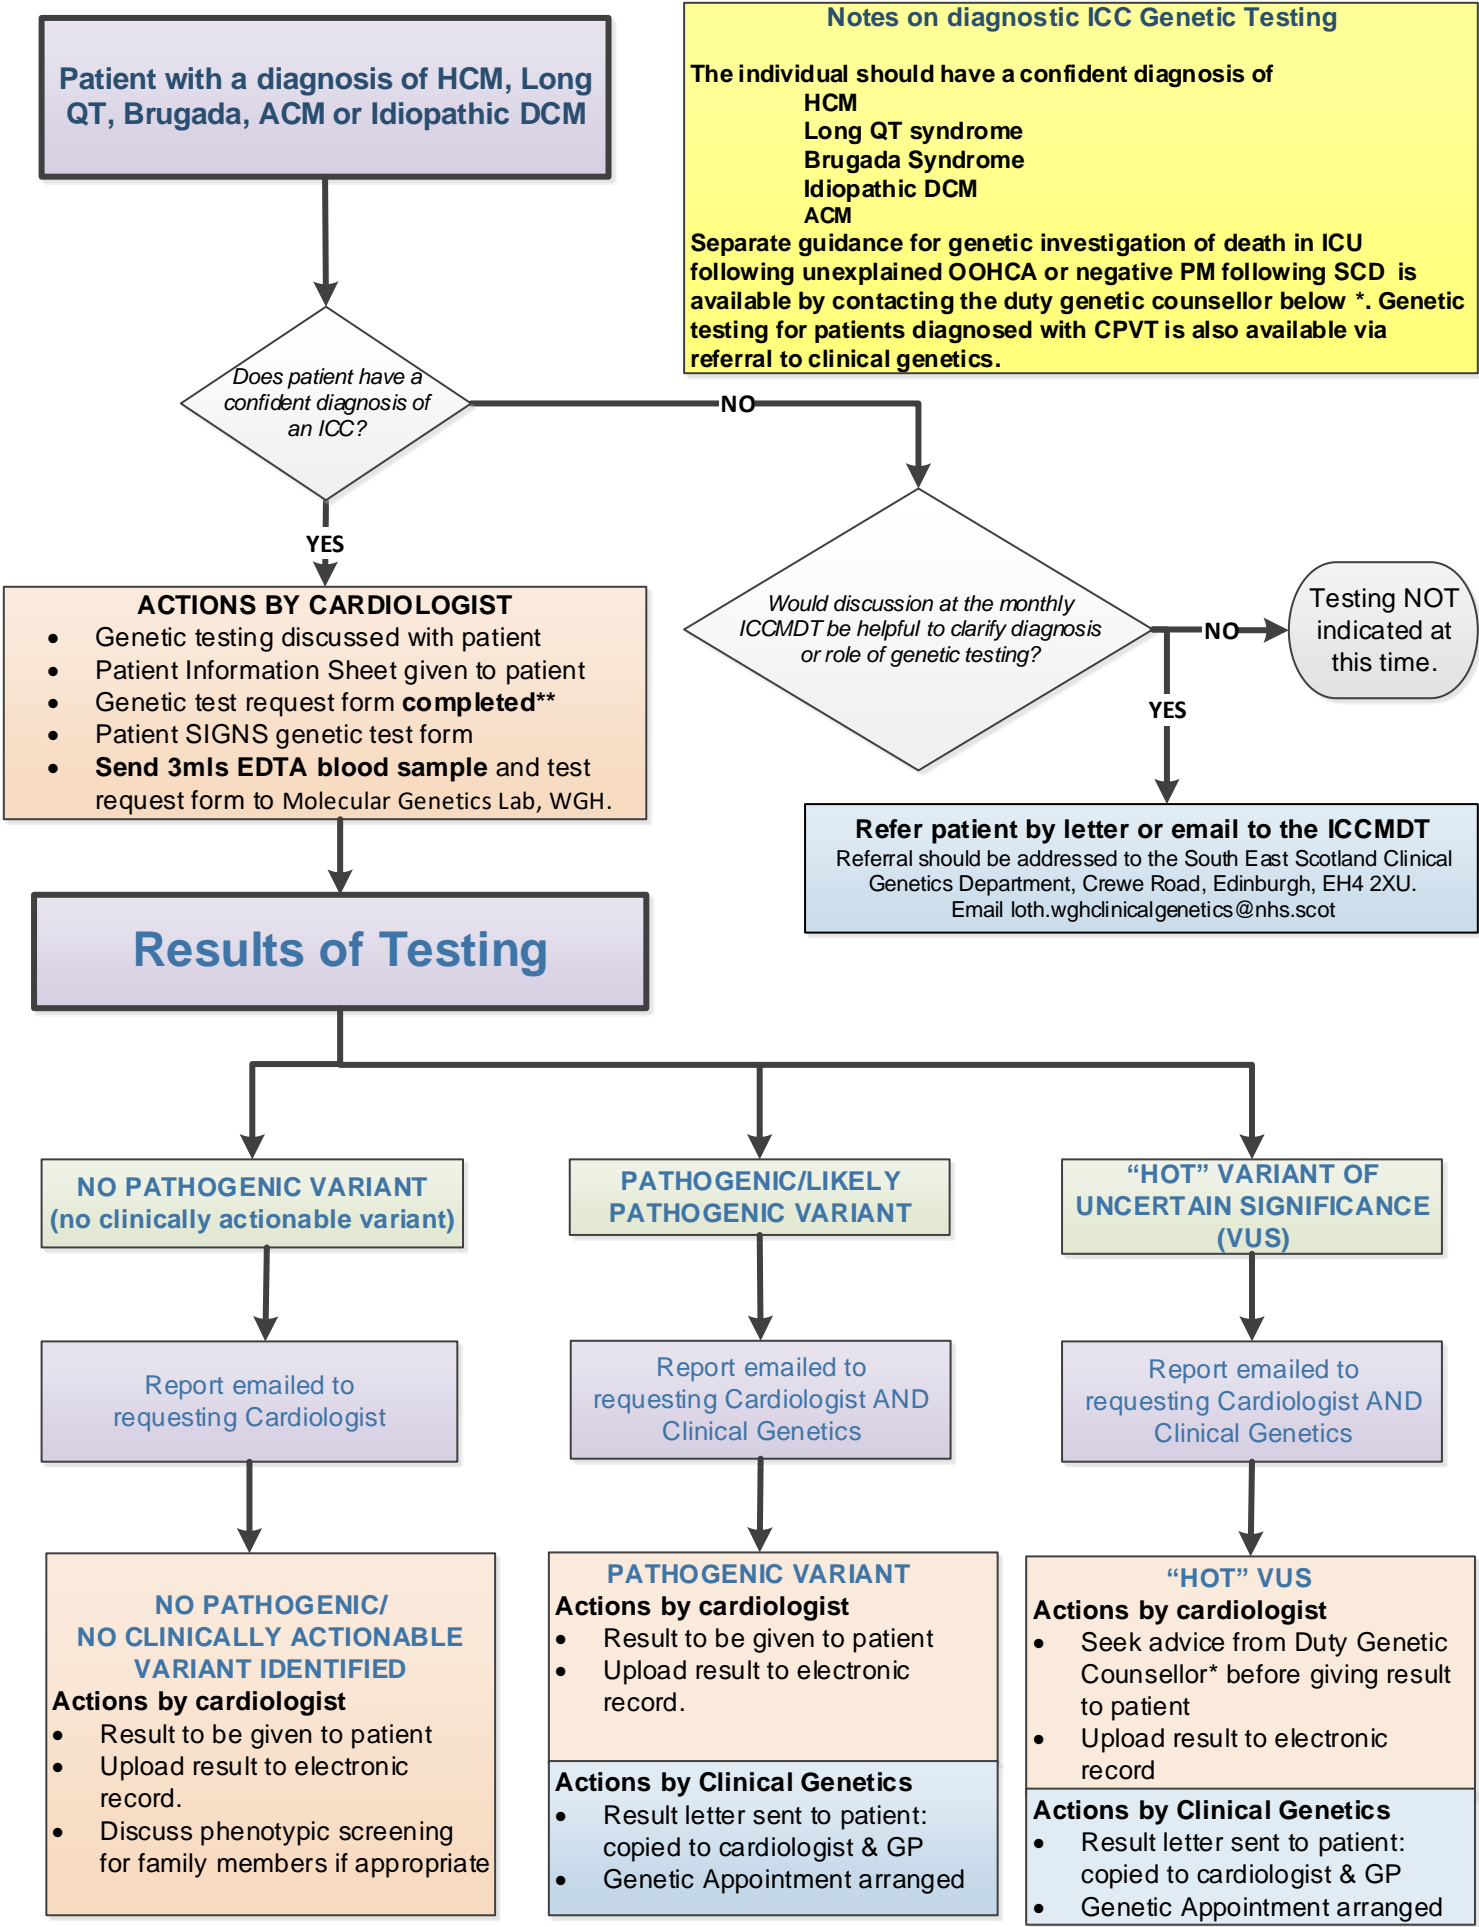 Patient with a diagnosis of HCM, Long
QT, Brugada, ACM or Idiopathic DCM
Notes on diagnostic ICC Genetic Testing
The individual should have a confident diagnosis of
HCM
Long QT syndrome
Brugada Syndrome
Idiopathic DCM
ACM
Separate guidance for genetic investigation of death in ICU
following unexplained OOHCA or negative PM following SCD is
available by contacting the duty genetic counsellor below *. Genetic
testing for patients diagnosed with CPVT is also available via
referral to clinical genetics.
Does patient have a
confident diagnosis of
an ICC?
NO
YES
Would discussion at the monthly
ICCMDT be helpful to clarify diagnosis
or role of genetic testing?
NO
Testing NOT
indicated at
this time.
YES
ACTIONS BY CARDIOLOGIST
• Genetic testing discussed with patient
• Patient Information Sheet given to patient
• Genetic test request form completed**
• Patient SIGNS genetic test form
• Send 3mls EDTA blood sample and test
request form to Molecular Genetics Lab, WGH.
Refer patient by letter or email to the ICCMDT
Referral should be addressed to the South East Scotland Clinical
Genetics Department, Crewe Road, Edinburgh, EH4 2XU.
Email loth.wghclinicalgenetics@nhs.scot
Results of Testing
NO PATHOGENIC VARIANT
(no clinically actionable variant)
PATHOGENIC/LIKELY
PATHOGENIC VARIANT
“HOT” VARIANT OF
UNCERTAIN SIGNIFICANCE
(VUS)
Report emailed to
requesting Cardiologist
Report emailed to
requesting Cardiologist AND
Clinical Genetics
Report emailed to
requesting Cardiologist AND
Clinical Genetics
NO PATHOGENIC/
NO CLINICALLY ACTIONABLE
VARIANT IDENTIFIED
Actions by cardiologist
• Result to be given to patient
• Upload result to electronic
record.
• Discuss phenotypic screening
for family members if appropriate
PATHOGENIC VARIANT
Actions by cardiologist
• Result to be given to patient
• Upload result to electronic
record.
Actions by Clinical Genetics
• Result letter sent to patient:
copied to cardiologist & GP
• Genetic Appointment arranged
“HOT” VUS
Actions by cardiologist
• Seek advice from Duty Genetic
Counsellor* before giving result
to patient
• Upload result to electronic
record
Actions by Clinical Genetics
• Result letter sent to patient:
copied to cardiologist & GP
• Genetic Appointment arranged